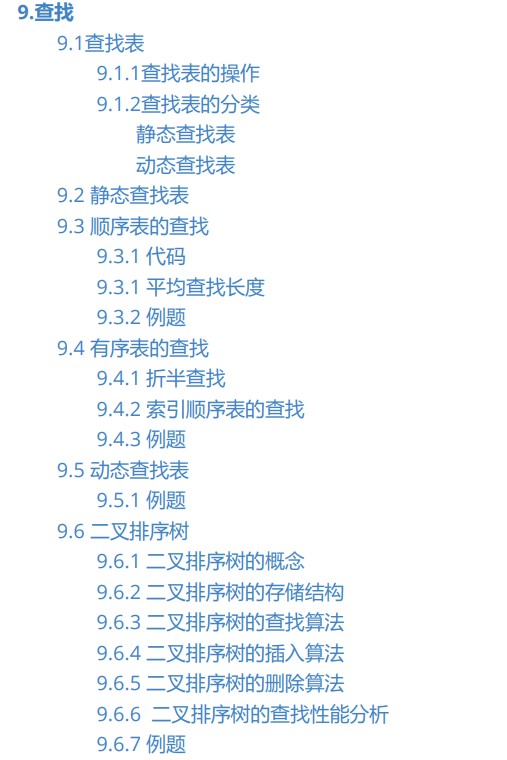 9.查找
9.1查找表
9.1.1查找表的操作
9.1.2查找表的分类
静态查找表
动态查找表
9.2 静态查找表
9.3 顺序表的查找
9.3.1 代码
9.3.1 平均查找长度
9.3.2 例题
9.4 有序表的查找
9.4.1 折半查找
9.4.2 索引顺序表的查找
9.4.3 例题
9.5 动态查找表
9.5.1 例题
9.6 二叉排序树
9.6.1 二叉排序树的概念
9.6.2 二叉排序树的存储结构
9.6.3 二叉排序树的查找算法
9.6.4 二叉排序树的插入算法
9.6.5 二叉排序树的删除算法
9.6.6 二叉排序树的查找性能分析
9.6.7 例题